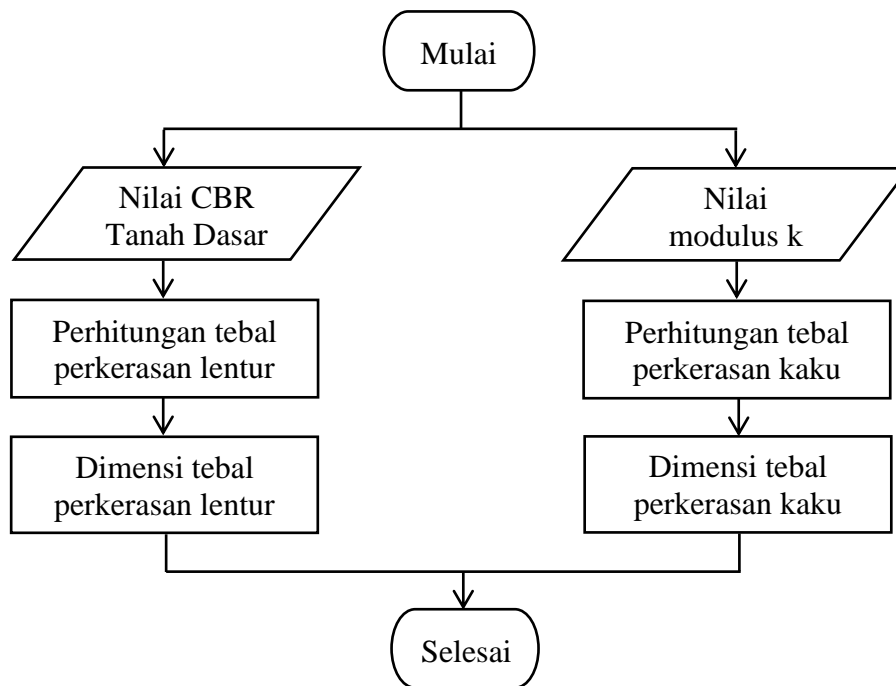 Mulai
Nilai CBR
Tanah Dasar
Nilai
modulus k
Perhitungan tebal
perkerasan lentur
Perhitungan tebal
perkerasan kaku
Dimensi tebal
perkerasan lentur
Dimensi tebal
perkerasan kaku
Selesai